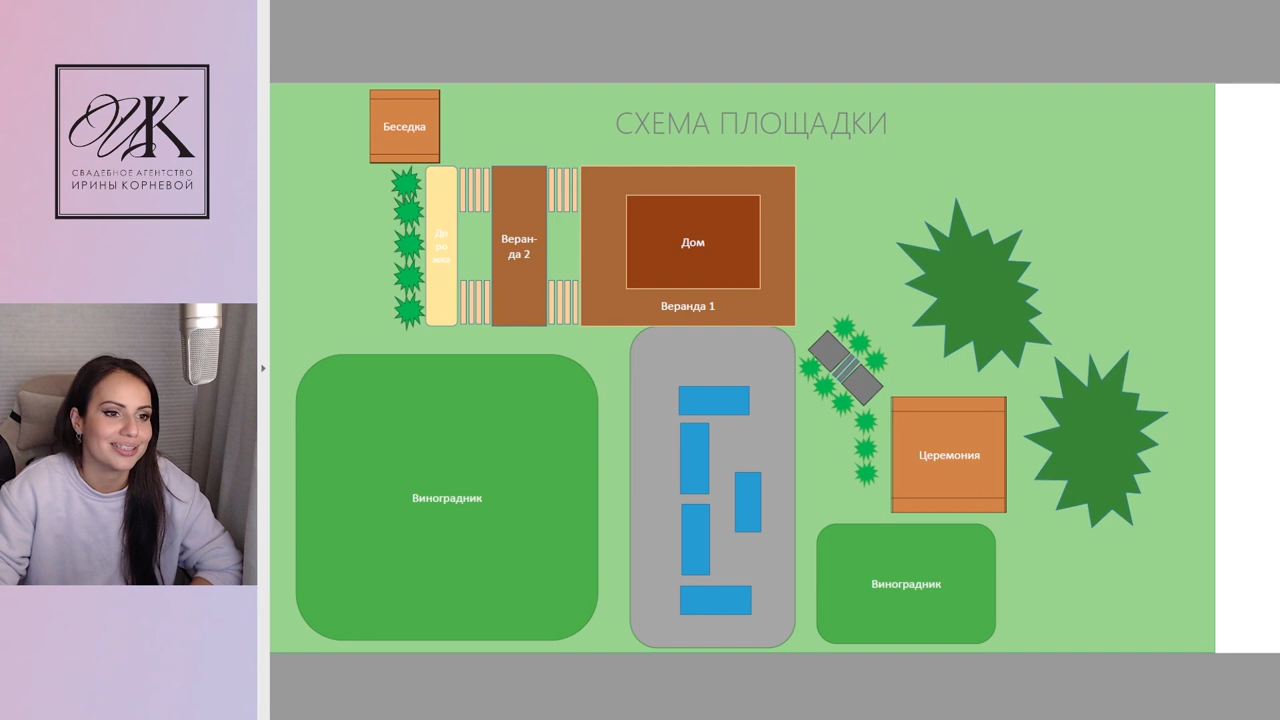 ИК
СВАДЕБНОЕ АГЕНТСТВО
ИРИНЫ КОРНЕВОЙ
СХЕМА ПЛОЩАДКИ
Беседка
До
ро
жка
Веран-
да 2
Дом
Веранда 1
Виноградник
Церемония
Виноградник